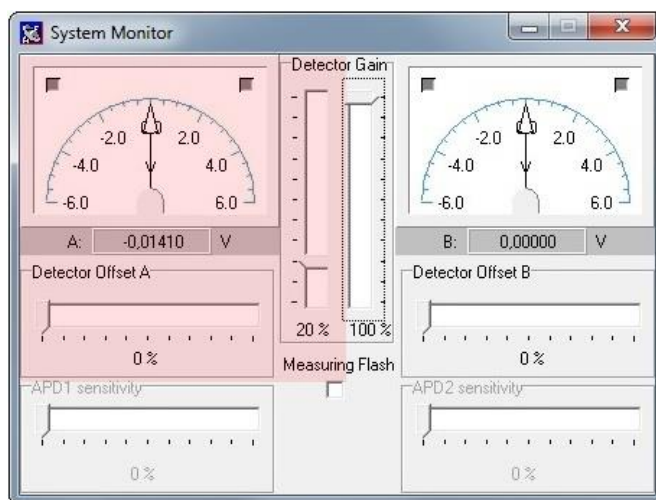 System Monitor
Detector Gain
-2.0 2.0
-4.0 4.0
-6.0 6.0
-2.0 2.0
-4.0 4.0
-6.0 6.0
A: -0,01410 V
B: 0,00000 V
Detector Offset A
Detector Offset B
20 % 100 %
0 %
0 %
Measuring Flash
APD1 sensitivity
APD2 sensitivity
0 %
0 %